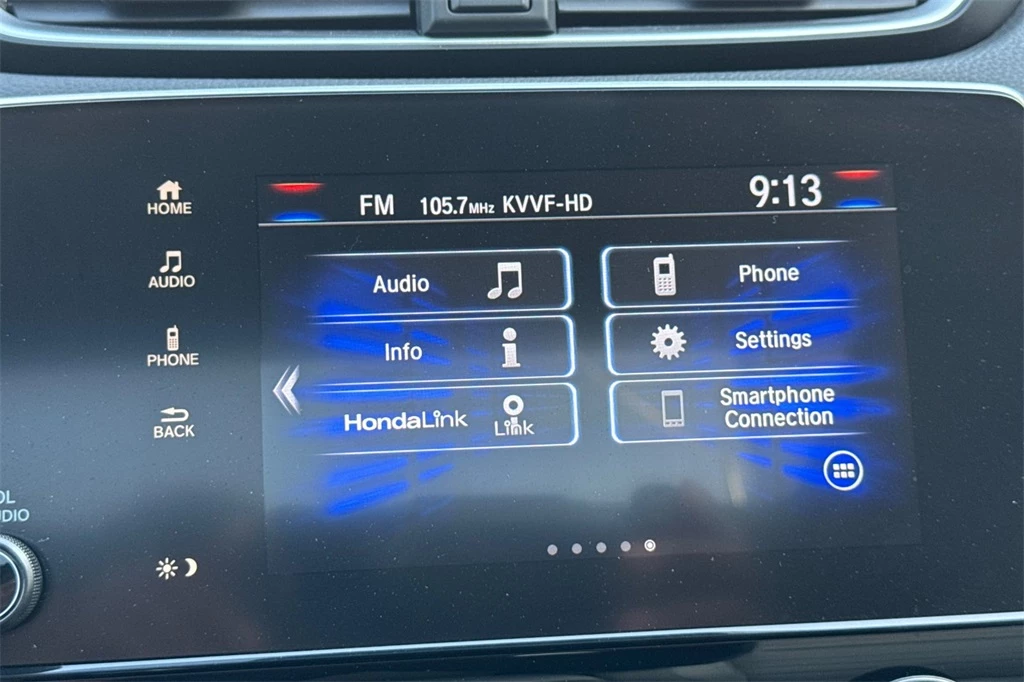 HOME
AUDIO
PHONE
BACK
FM 105.7MHz KVVF-HD 9:13
Audio
Phone
Info
Settings
HondaLink
Link
Smartphone
Connection